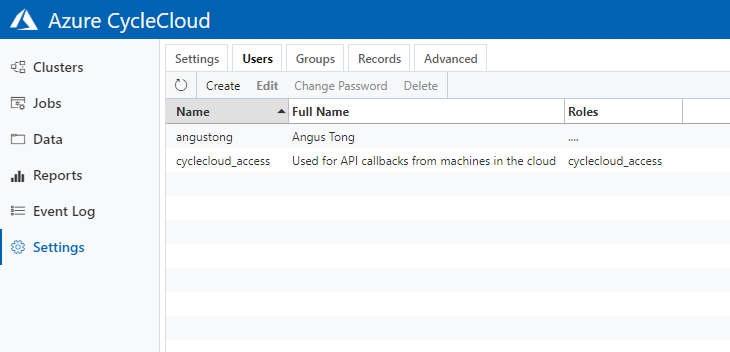 Azure CycleCloud
Clusters
Jobs
Data
Reports
Event Log
Settings
Settings Users Groups Records Advanced
Create Edit Change Password Delete
Name Full Name Roles
angustong Angus Tong ....
cyclecloud_access Used for API callbacks from machines in the cloud cyclecloud_access